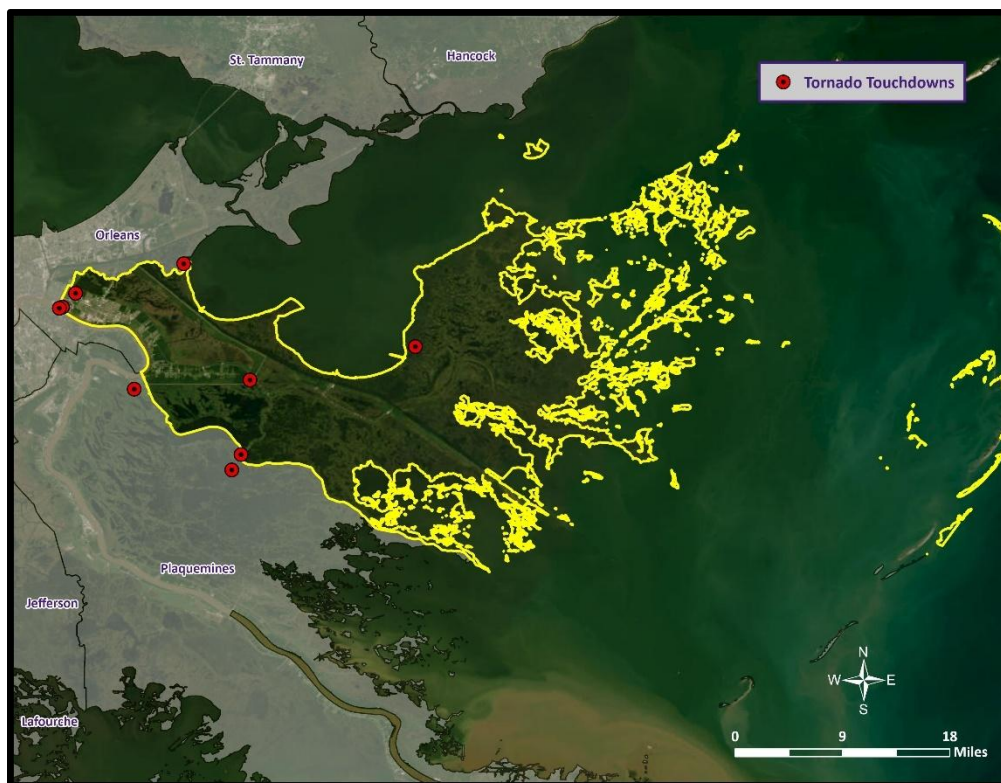 St. Tammany
Hancock
Tornado Touchdowns
Orleans
Plaquemines
Jefferson
Lafourche
N
W E
S
0 9 18
Miles